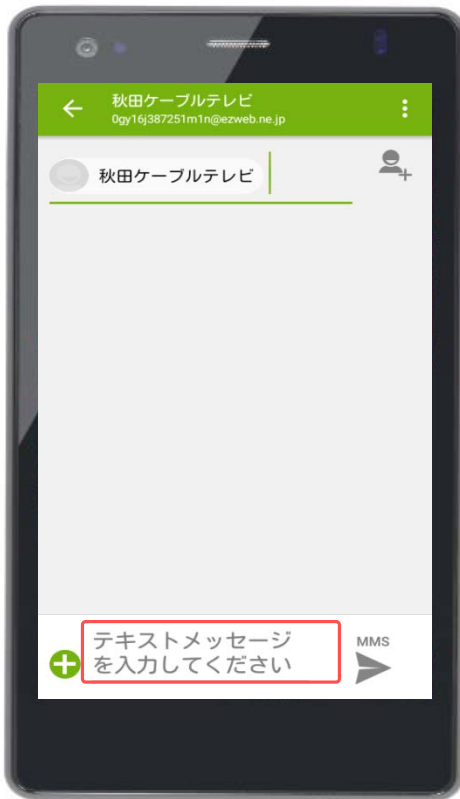 秋田ケーブルテレビ
0gy16j387251m1n@ezweb.ne.jp
秋田ケーブルテレビ
テキストメッセージ
を入力してください
MMS